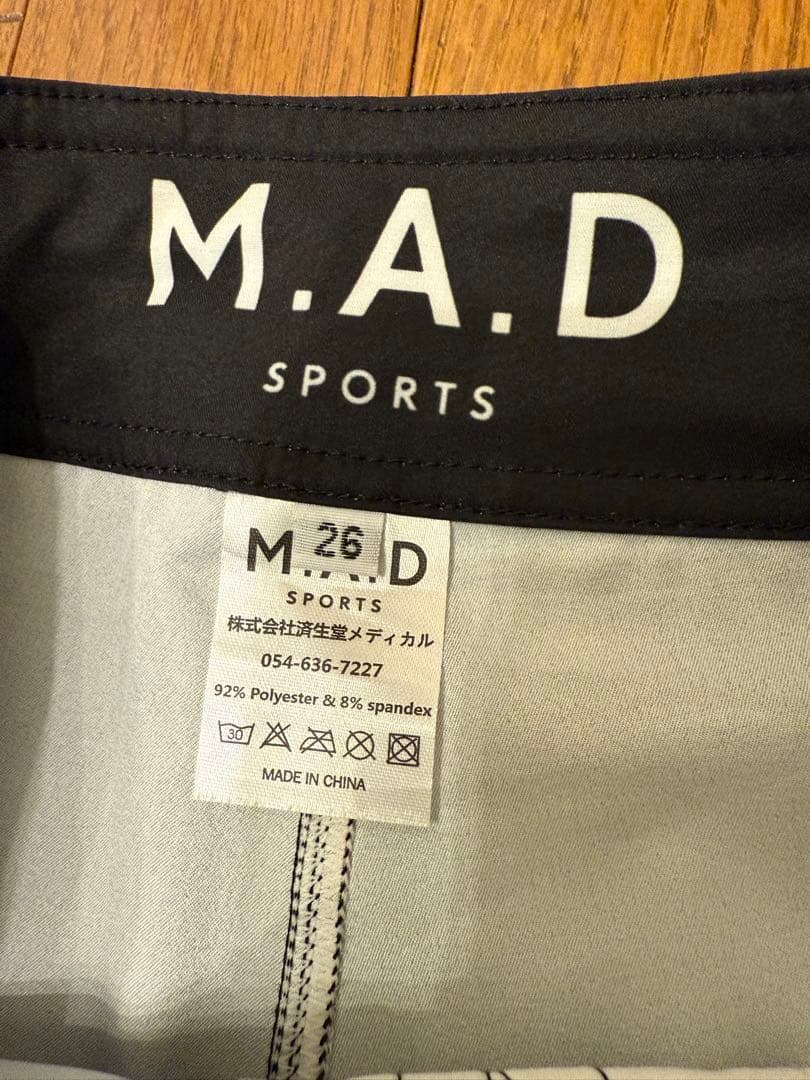 M.A.D
SPORTS
26
M.A.D
SPORTS
株式会社済生堂メディカル
054-636-7227
92% Polyester & 8% spandex
30
MADE IN CHINA